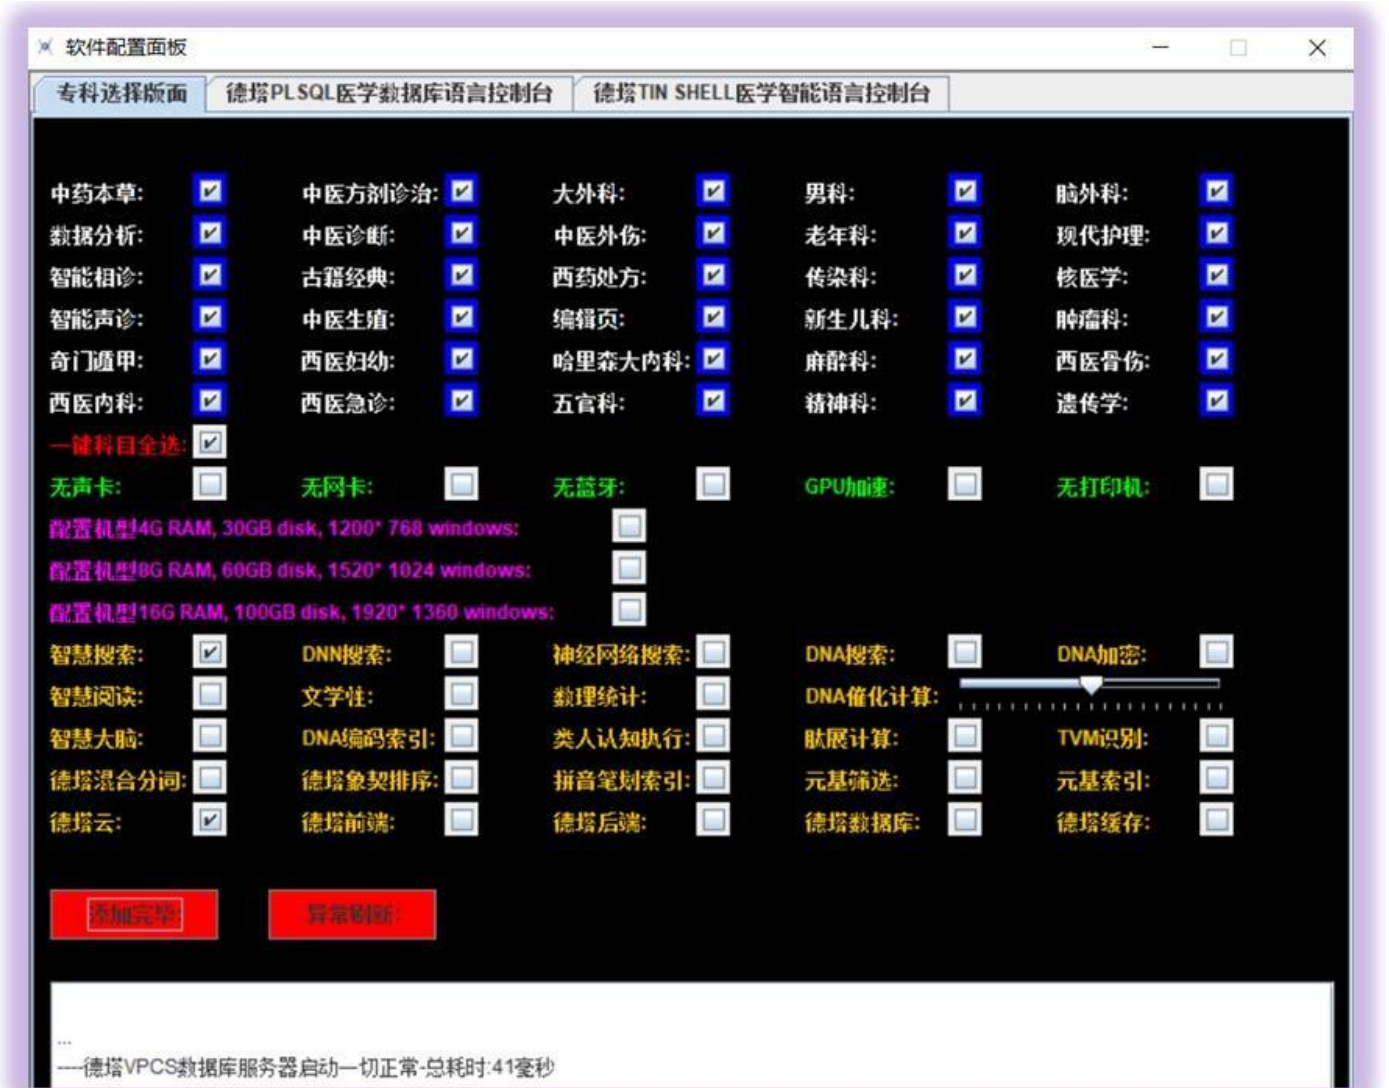 软件配置面板
专科选择版面 德塔PLSQL医学数据库语言控制台 德塔TIN SHELL医学智能语言控制台
中药本草: 中医方剂诊治: 大外科: 男科: 脑外科:
数据分析: 中医诊断: 中医外伤: 老年科: 现代护理:
智能相诊: 古籍经典: 西药处方: 传染科: 核医学:
智能声诊: 中医生殖: 编辑页: 新生儿科: 肿瘤科:
奇门遁甲: 西医妇幼: 哈里森大内科: 麻醉科: 西医骨伤:
西医内科: 西医急诊: 五官科: 精神科: 遗传学:
一键科目全选:
无声卡: 无网卡: 无蓝牙: GPU加速: 无打印机:
配置机型4G RAM, 30GB disk, 1200* 768 windows:
配置机型8G RAM, 60GB disk, 1520* 1024 windows:
配置机型16G RAM, 100GB disk, 1920* 1360 windows:
智慧搜索: DNN搜索: 神经网络搜索: DNA搜索: DNA加密:
智慧阅读: 文学性: 数理统计: DNA催化计算:
智慧大脑: DNA编码索引: 类人认知执行: 肽展计算: TVM识别:
德塔混合分词: 德塔象契排序: 拼音笔划索引: 元基筛选: 元基索引:
德塔云: 德塔前端: 德塔后端: 德塔数据库: 德塔缓存:
添加完毕: 异常刷新:
...
----德塔VPCS数据库服务器启动一切正常-总耗时:41毫秒